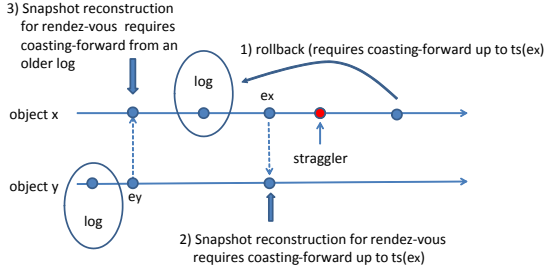 3) Snapshot reconstruction
for rendez-vous requires
coasting-forward from an
older log
1) rollback (requires coasting-forward up to ts(ex)
log
ex
object x
straggler
object y
ey
log
2) Snapshot reconstruction for rendez-vous
requires coasting-forward up to ts(ex)